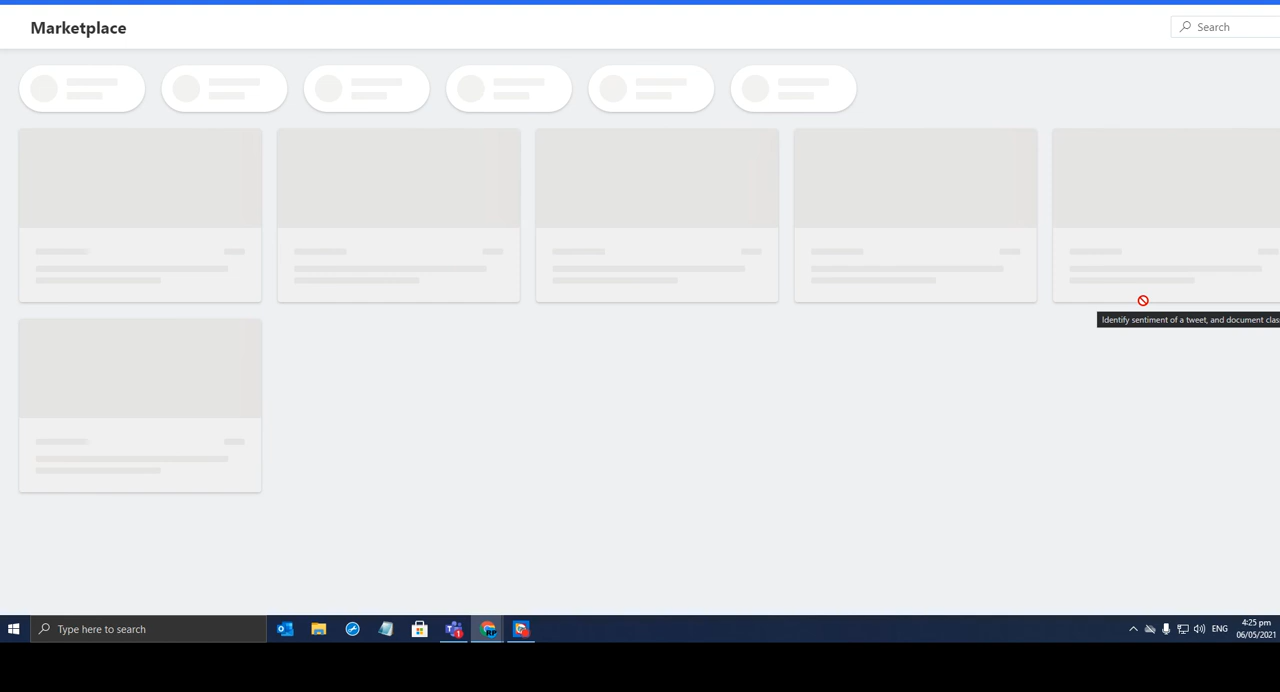 Marketplace
Search
Identify sentiment of a tweet, and document clas
Type here to search
1
ENG
4:25 pm
06/05/2021